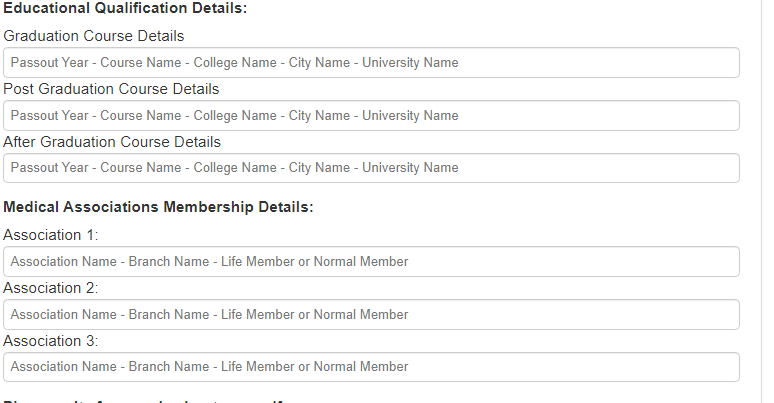 Educational Qualification Details:
Graduation Course Details
Passout Year - Course Name - College Name - City Name - University Name
Post Graduation Course Details
Passout Year - Course Name - College Name - City Name - University Name
After Graduation Course Details
Passout Year - Course Name - College Name - City Name - University Name
Medical Associations Membership Details:
Association 1:
Association Name - Branch Name - Life Member or Normal Member
Association 2:
Association Name - Branch Name - Life Member or Normal Member
Association 3:
Association Name - Branch Name - Life Member or Normal Member